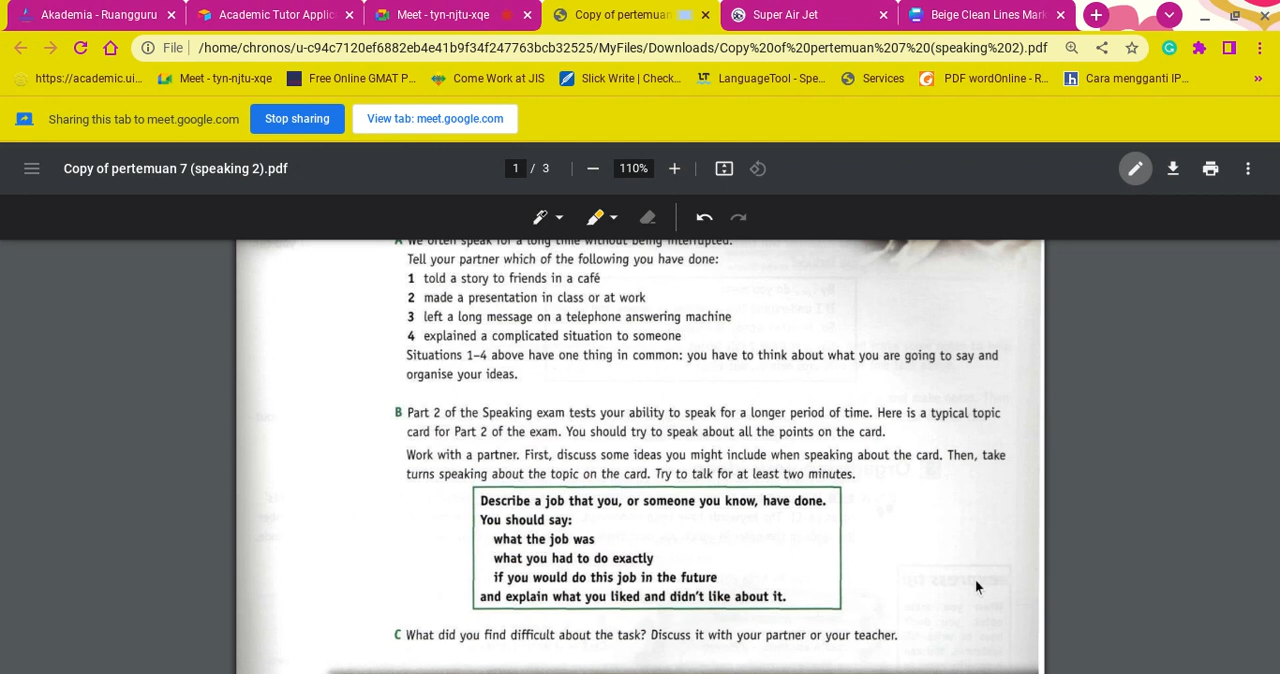 Akademia - Ruangguru
Academic Tutor Applic
Meet - tyn-njtu-xqe
Copy of pertemuan
Super Air Jet
Beige Clean Lines Mark
File
/home/chronos/u-c94c7120ef6882eb4e41b9f34f247763bcb32525/MyFiles/Downloads/Copy%20of%20pertemuan%207%20(speaking%202).pdf
https://academic.ui...
Meet - tyn-njtu-xqe
Free Online GMAT P...
Come Work at JIS
Slick Write | Check...
LanguageTool - Spe...
Services
PDF wordOnline - R...
Cara mengganti IP...
Sharing this tab to meet.google.com
Stop sharing
View tab: meet.google.com
Copy of pertemuan 7 (speaking 2).pdf
1 / 3
110%
A We often speak for a long time without being interrupted.
Tell your partner which of the following you have done:
1 told a story to friends in a café
2 made a presentation in class or at work
3 left a long message on a telephone answering machine
4 explained a complicated situation to someone
Situations 1–4 above have one thing in common: you have to think about what you are going to say and
organise your ideas.
B Part 2 of the Speaking exam tests your ability to speak for a longer period of time. Here is a typical topic
card for Part 2 of the exam. You should try to speak about all the points on the card.
Work with a partner. First, discuss some ideas you might include when speaking about the card. Then, take
turns speaking about the topic on the card. Try to talk for at least two minutes.
Describe a job that you, or someone you know, have done.
You should say:
what the job was
what you had to do exactly
if you would do this job in the future
and explain what you liked and didn't like about it.
C What did you find difficult about the task? Discuss it with your partner or your teacher.